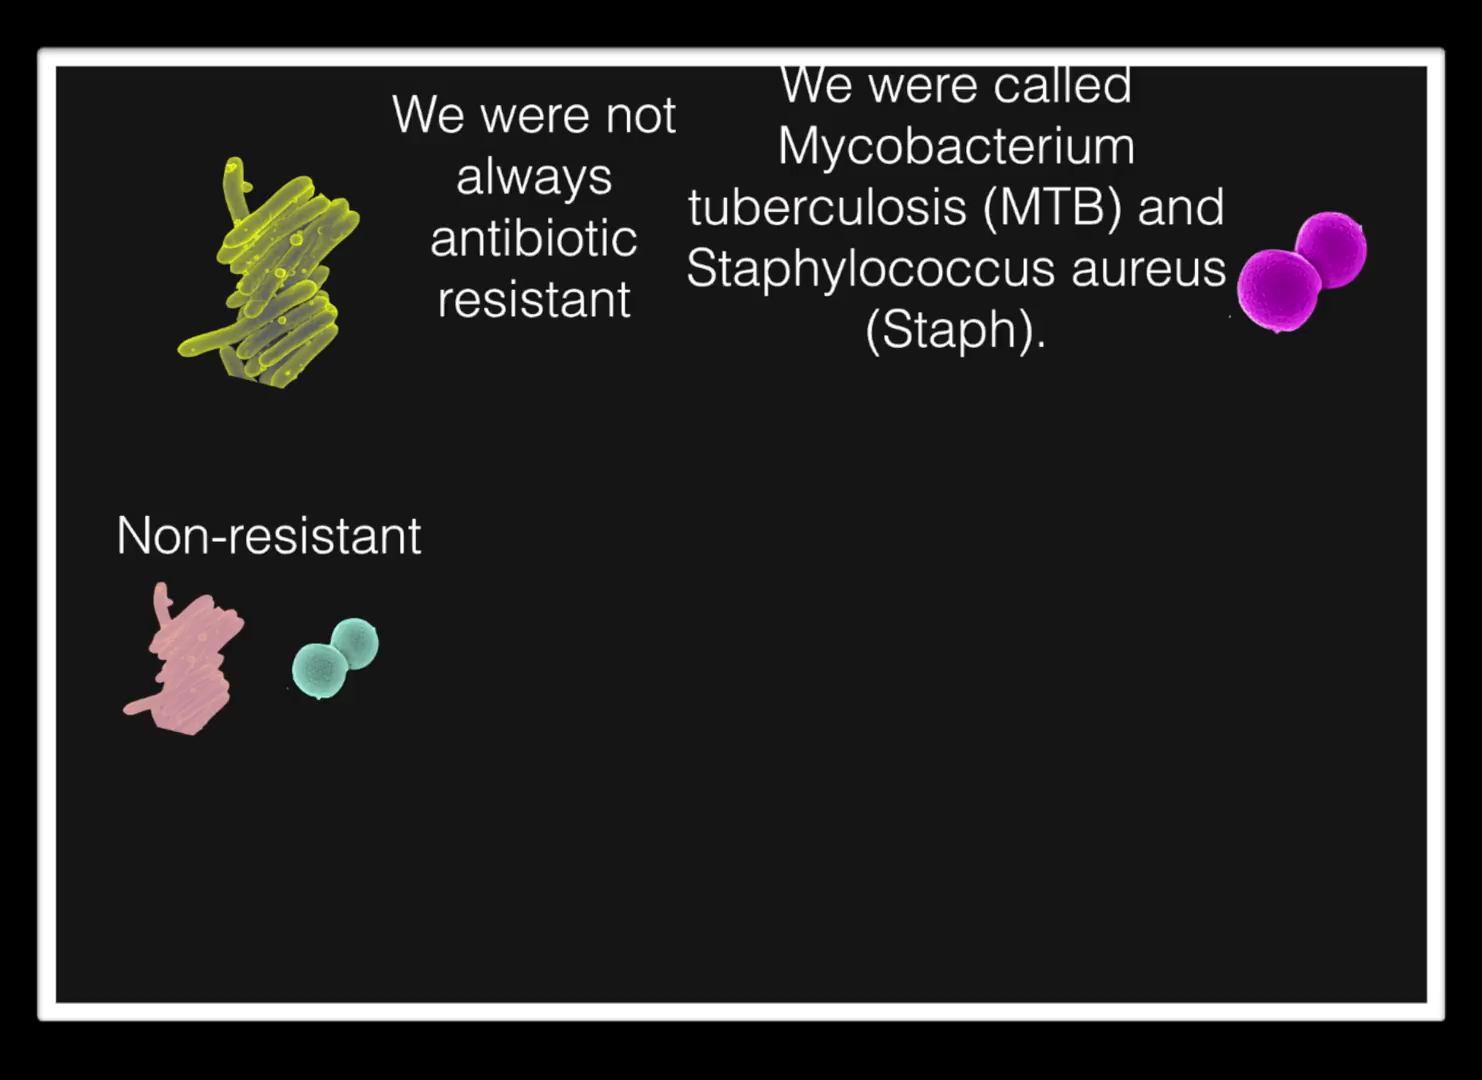 We were not
always
antibiotic
resistant
We were called
Mycobacterium
tuberculosis (MTB) and
Staphylococcus aureus
(Staph).
Non-resistant